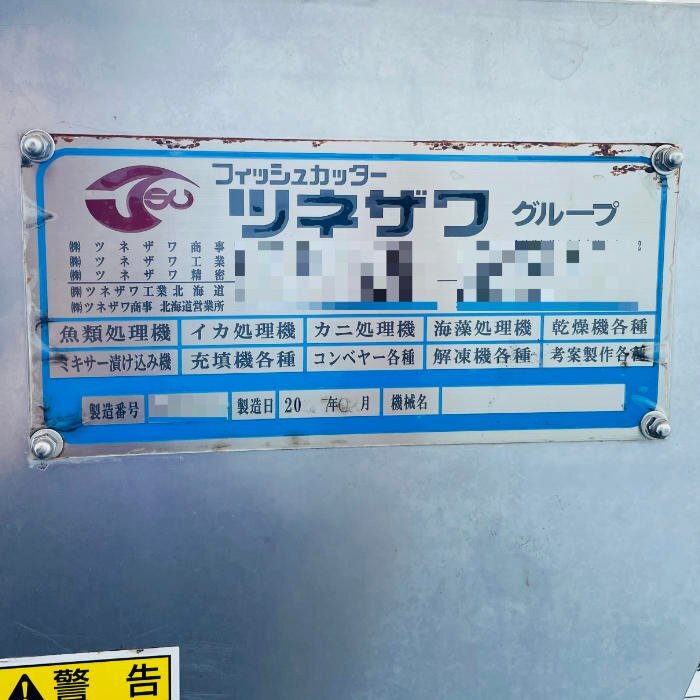 TSU
フィッシュカッター
ツネザワ グループ
㈱ ツネザワ商事
㈱ ツネザワ工業
㈱ ツネザワ精密
㈱ ツネザワ工業北海道
㈱ツネザワ商事 北海道営業所
魚類処理機 イカ処理機 カニ処理機 海藻処理機 乾燥機各種
ミキサー漬け込み機 充填機各種 コンベヤー各種 解凍機各種 考案製作各種
製造番号 製造日 20 年 月 機械名
警告